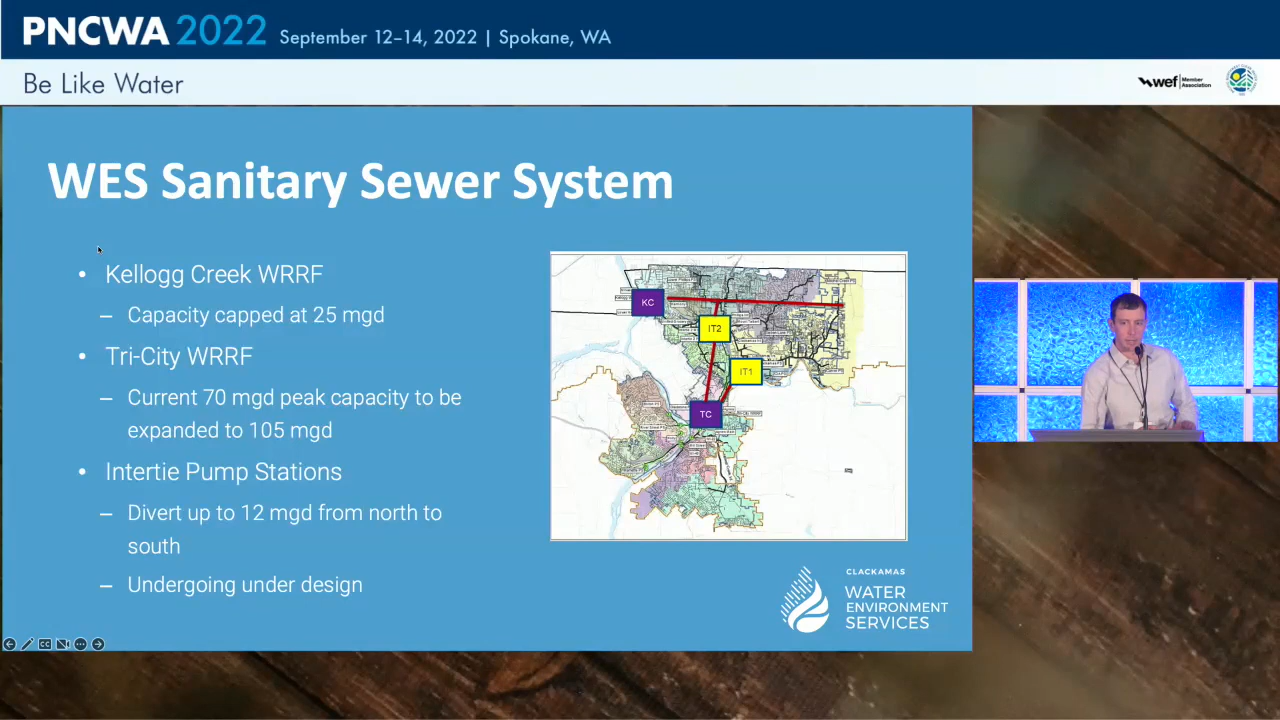 PNCWA 2022 September 12–14, 2022 | Spokane, WA
Be Like Water
wef Member Association
WES Sanitary Sewer System
• Kellogg Creek WRRF
– Capacity capped at 25 mgd
• Tri-City WRRF
– Current 70 mgd peak capacity to be
expanded to 105 mgd
• Intertie Pump Stations
– Divert up to 12 mgd from north to
south
– Undergoing under design
KC
IT2
IT1
TC
CLACKAMAS
WATER
ENVIRONMENT
SERVICES
CC